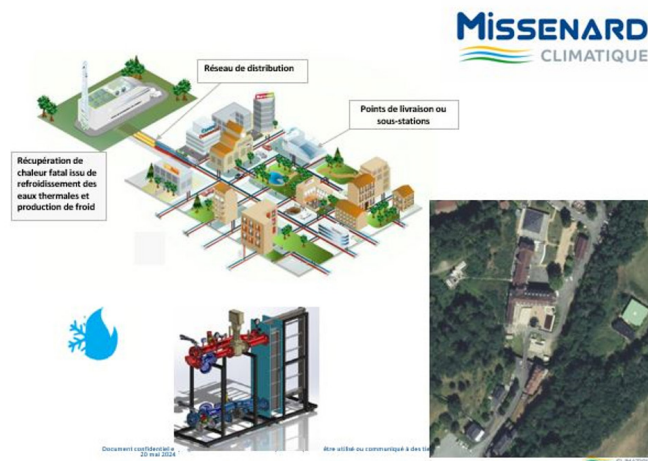 MISSENARD
CLIMATIQUE
Réseau de distribution
Points de livraison ou
sous-stations
Récupération de
chaleur fatal issu de
refroidissement des
eaux thermales et
production de froid
Document confidentiel e
être utilisé ou communiqué à des tie
20 mai 2024